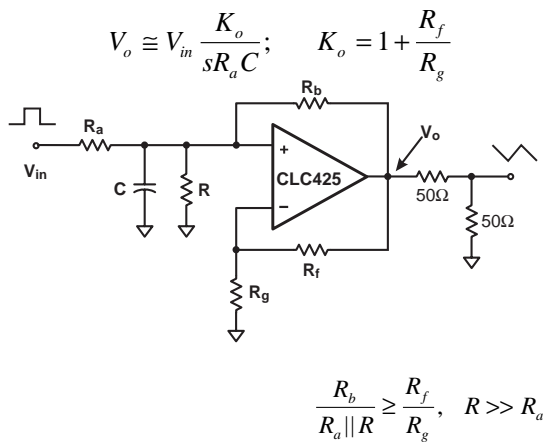 V_o ≅ V_in K_o / (sR_aC);   K_o = 1 + R_f / R_g
R_b
R_a
V_o
V_in
+
C
R
CLC425
50Ω
−
50Ω
R_f
R_g
R_b / (R_a||R) ≥ R_f / R_g,  R >> R_a